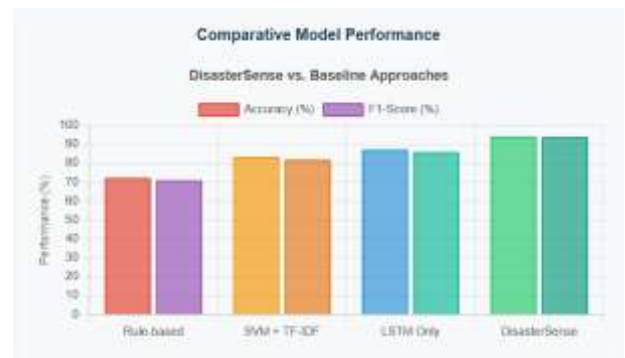 Comparative Model Performance
DisasterSense vs. Baseline Approaches
Accuracy (%) F1-Score (%)
Performance (%)
100
90
80
70
60
50
40
30
20
10
0
Rule-based SVM + TF-IDF LSTM Only DisasterSense